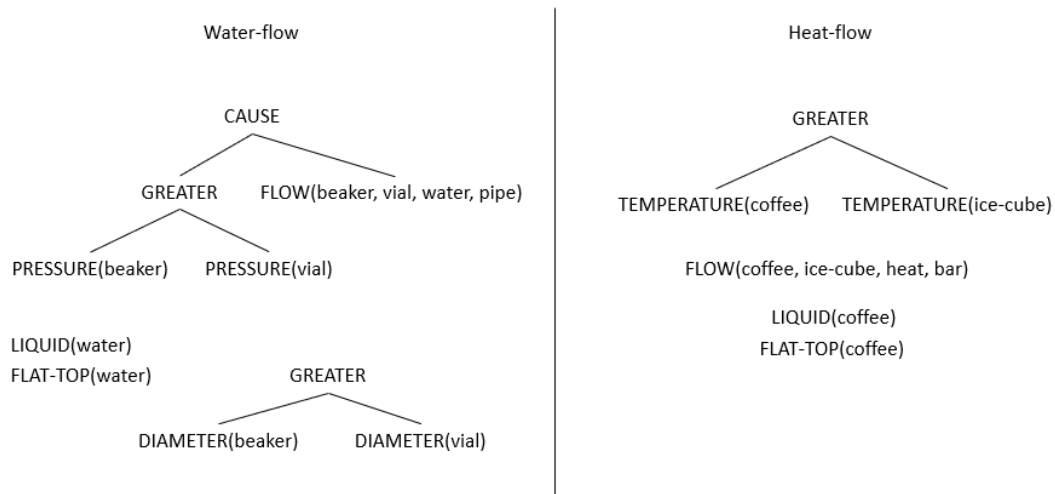 Water-flow
CAUSE
GREATER FLOW(beaker, vial, water, pipe)
PRESSURE(beaker) PRESSURE(vial)
LIQUID(water)
FLAT-TOP(water) GREATER
DIAMETER(beaker) DIAMETER(vial)
Heat-flow
GREATER
TEMPERATURE(coffee) TEMPERATURE(ice-cube)
FLOW(coffee, ice-cube, heat, bar)
LIQUID(coffee)
FLAT-TOP(coffee)